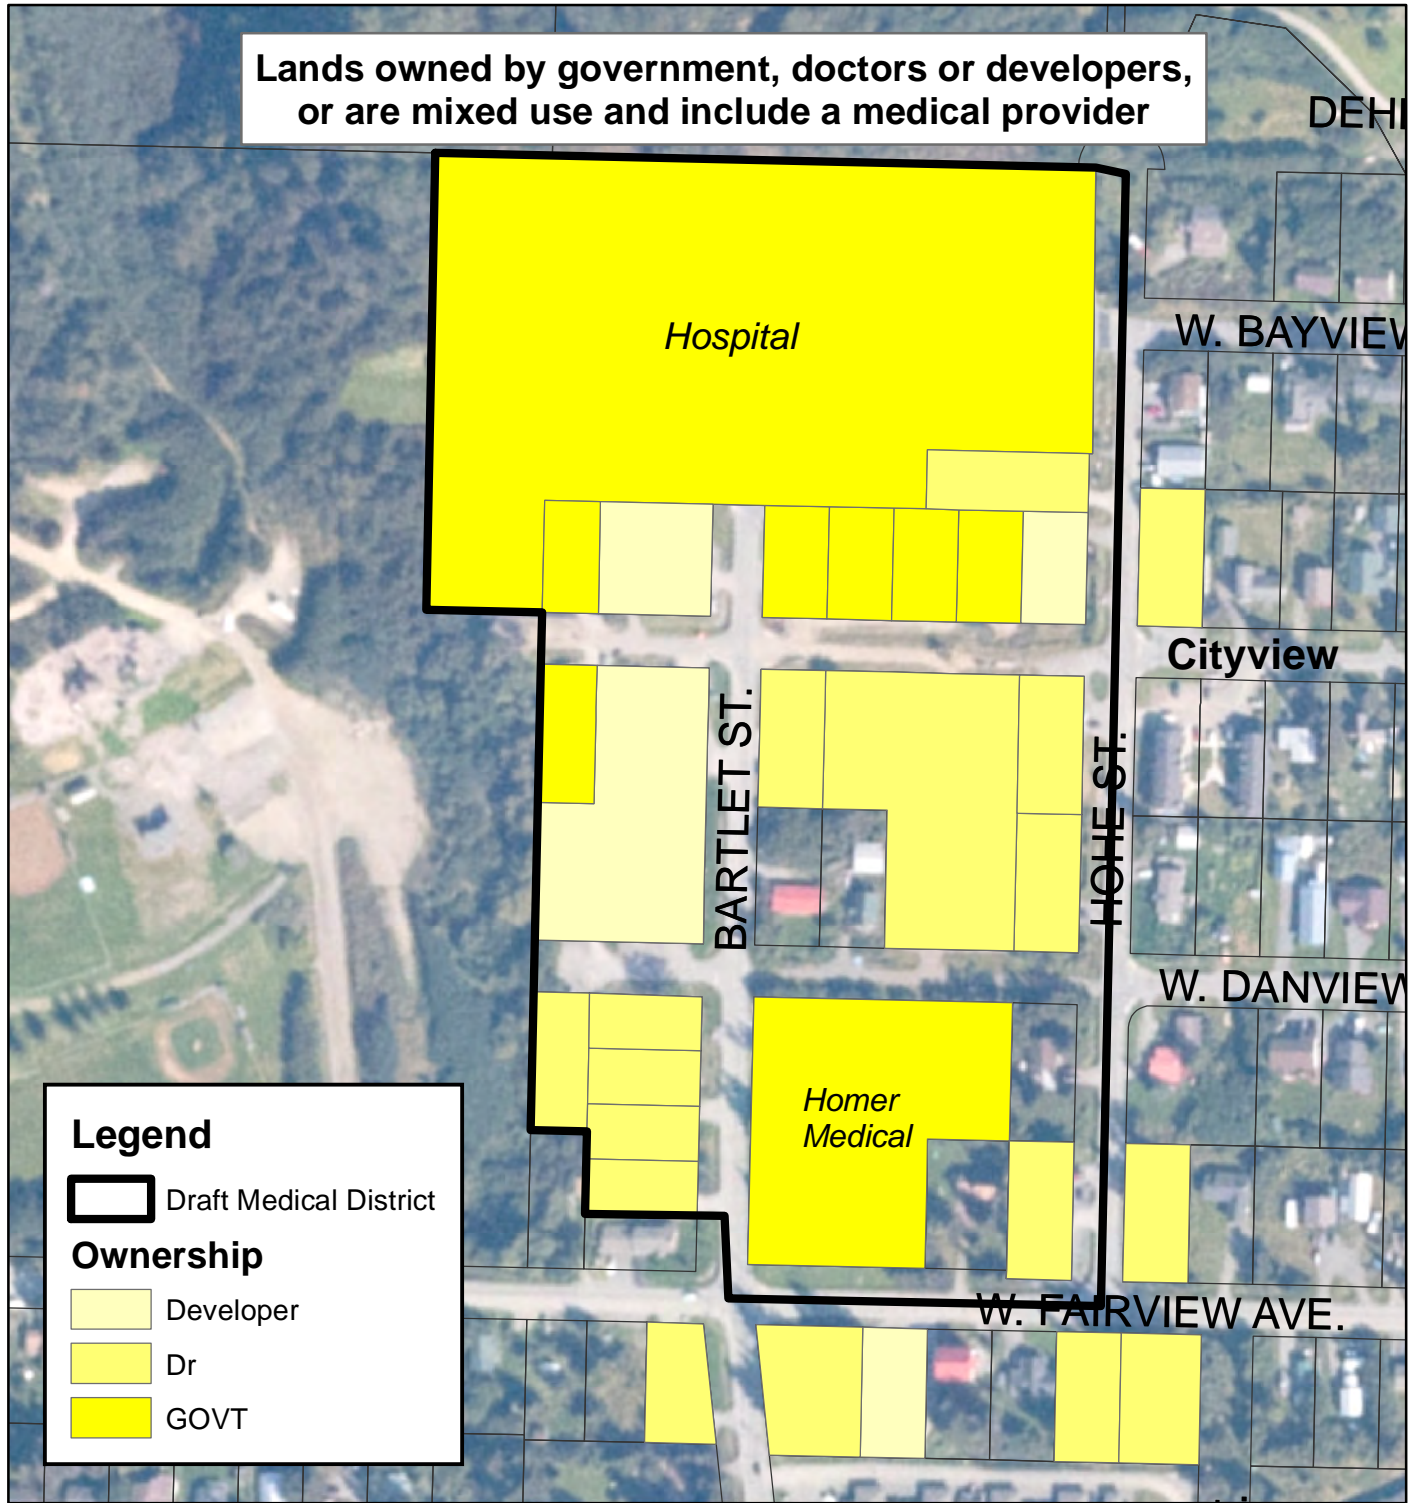 Lands owned by government, doctors or developers,
or are mixed use and include a medical provider
Hospital
W. BAYVIEW
Cityview
BARTLET ST.
HOHE ST.
W. DANVIEW
Homer
Medical
W. FAIRVIEW AVE.
Legend
Draft Medical District
Ownership
Developer
Dr
GOVT